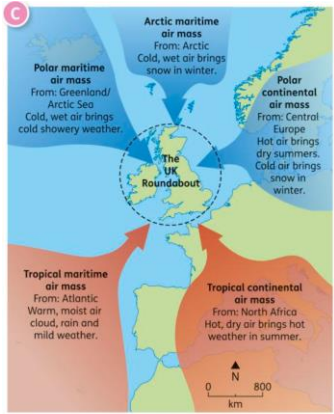 C
Arctic maritime
air mass
From: Arctic
Cold, wet air brings
snow in winter.
Polar maritime
air mass
From: Greenland/
Arctic Sea
Cold, wet air brings
cold showery weather.
Polar
continental
air mass
From: Central
Europe
Hot air brings
dry summers.
Cold air brings
snow in
winter.
The
UK
Roundabout
Tropical maritime
air mass
From: Atlantic
Warm, moist air
cloud, rain and
mild weather.
Tropical continental
air mass
From: North Africa
Hot, dry air brings hot
weather in summer.
N
0 800
km